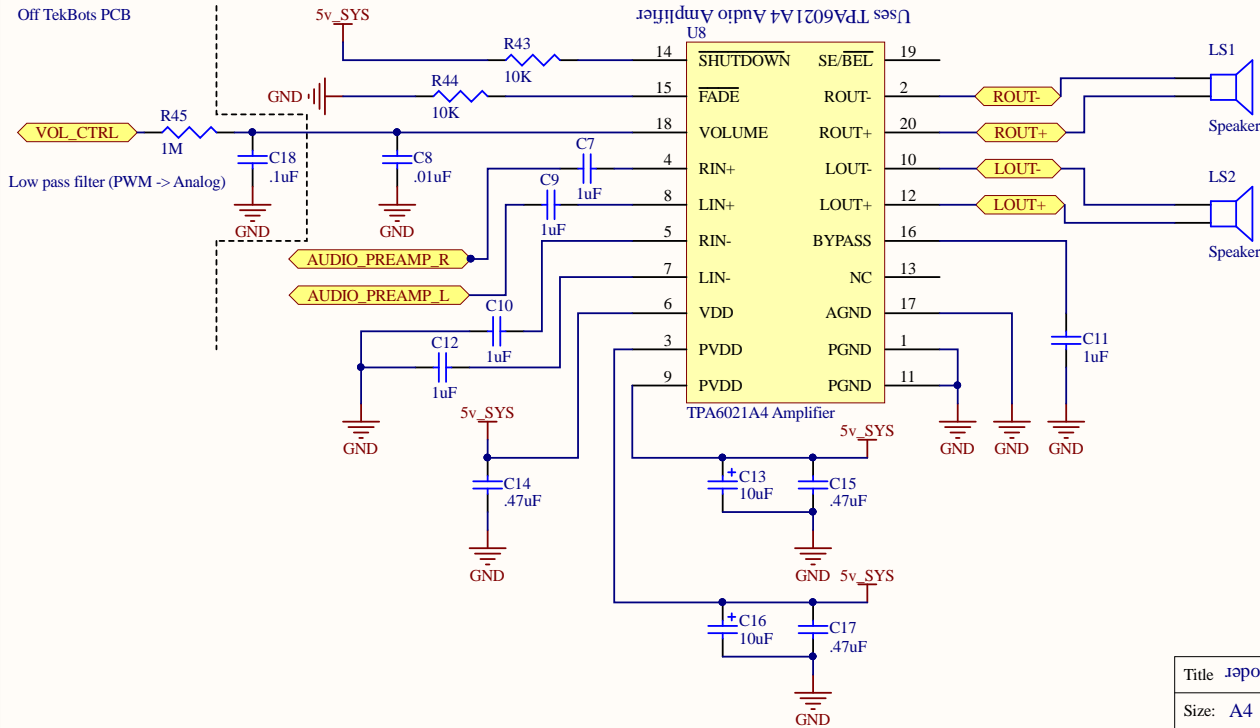 Off TekBots PCB
5v_SYS
Uses TPA6021A4 Audio Amplifier
U8
R43
10K
14
SHUTDOWN
SE/BEL
19
LS1
GND
R44
10K
15
FADE
ROUT-
2
ROUT-
VOL_CTRL
R45
1M
18
VOLUME
ROUT+
20
ROUT+
Speaker
C18
.1uF
C8
.01uF
C7
1uF
4
RIN+
LOUT-
10
LOUT-
LS2
Low pass filter (PWM -> Analog)
GND
GND
C9
1uF
8
LIN+
LOUT+
12
LOUT+
5
RIN-
BYPASS
16
Speaker
AUDIO_PREAMP_R
7
LIN-
NC
13
AUDIO_PREAMP_L
C10
1uF
6
VDD
AGND
17
C12
1uF
3
PVDD
PGND
1
C11
1uF
9
PVDD
PGND
11
TPA6021A4 Amplifier
GND
5v_SYS
5v_SYS
GND
GND
GND
C14
.47uF
C13
10uF
C15
.47uF
GND
GND
5v_SYS
C16
10uF
C17
.47uF
GND
Title
Size: A4